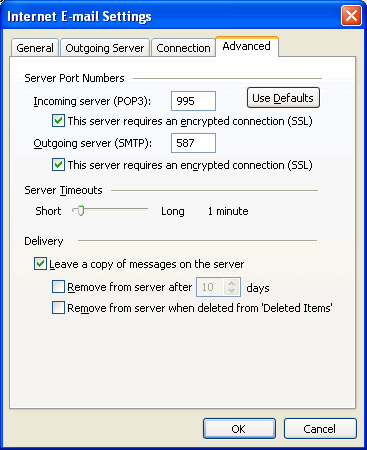 Internet E-mail Settings
General Outgoing Server Connection Advanced
Server Port Numbers
Incoming server (POP3): 995 Use Defaults
This server requires an encrypted connection (SSL)
Outgoing server (SMTP): 587
This server requires an encrypted connection (SSL)
Server Timeouts
Short Long 1 minute
Delivery
Leave a copy of messages on the server
Remove from server after 10 days
Remove from server when deleted from 'Deleted Items'
OK Cancel